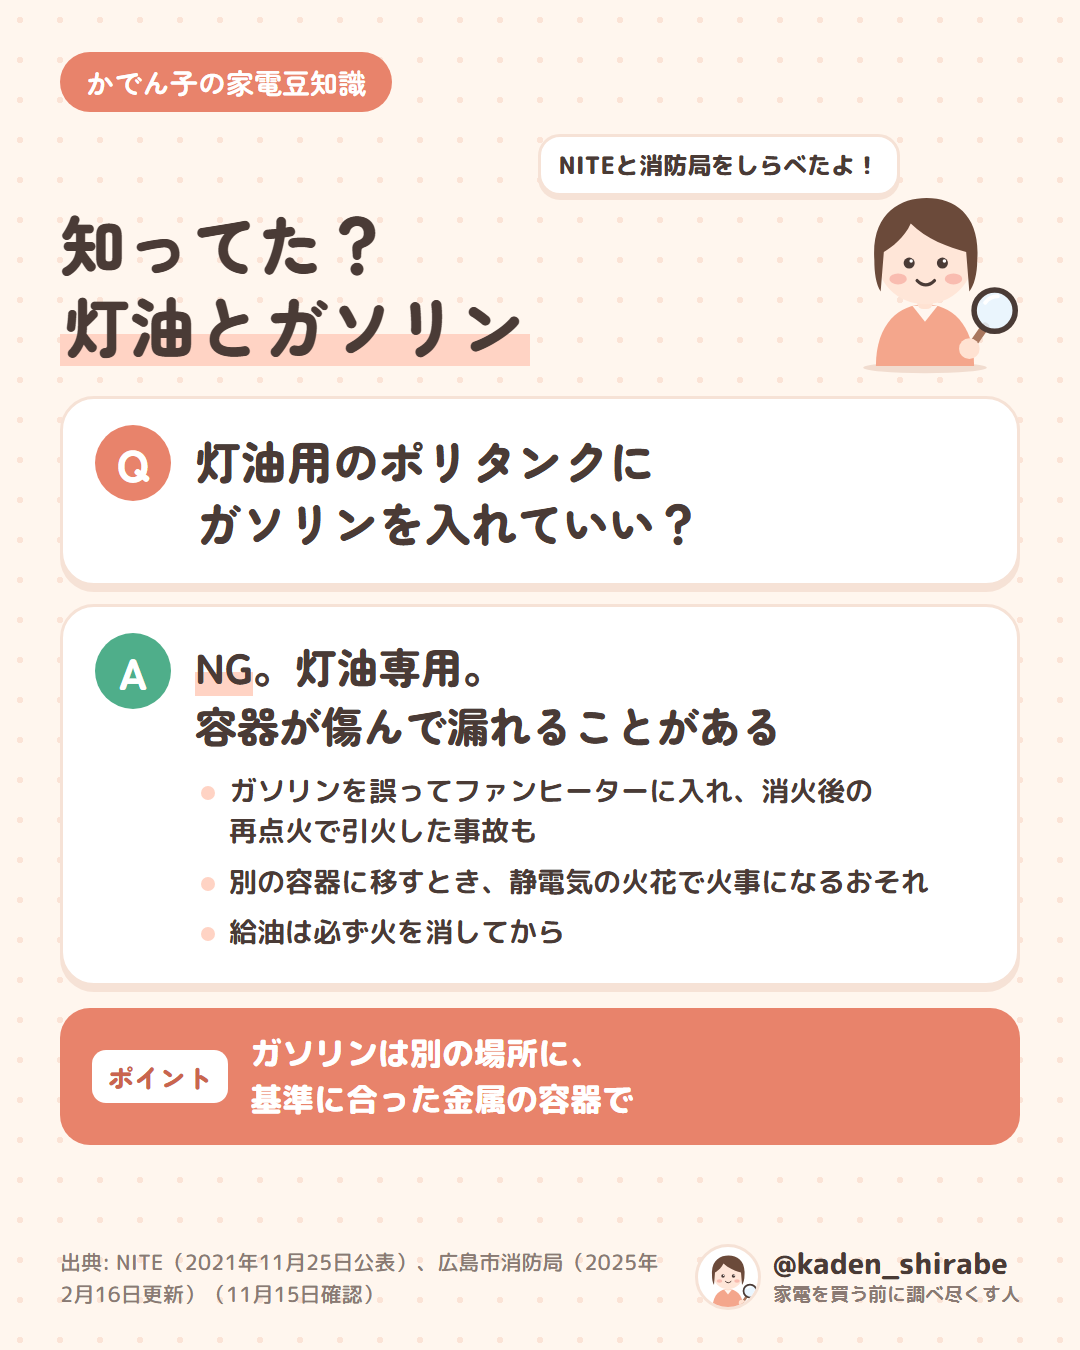 かでん子の家電豆知識
NITEと消防局をしらべたよ！
知ってた？
灯油とガソリン
Q
灯油用のポリタンクに
ガソリンを入れていい？
A
NG。灯油専用。
容器が傷んで漏れることがある
ガソリンを誤ってファンヒーターに入れ、消火後の
再点火で引火した事故も
別の容器に移すとき、静電気の火花で火事になるおそれ
給油は必ず火を消してから
ポイント
ガソリンは別の場所に、
基準に合った金属の容器で
出典: NITE（2021年11月25日公表）、広島市消防局（2025年
2月16日更新）（11月15日確認）
@kaden_shirabe
家電を買う前に調べ尽くす人